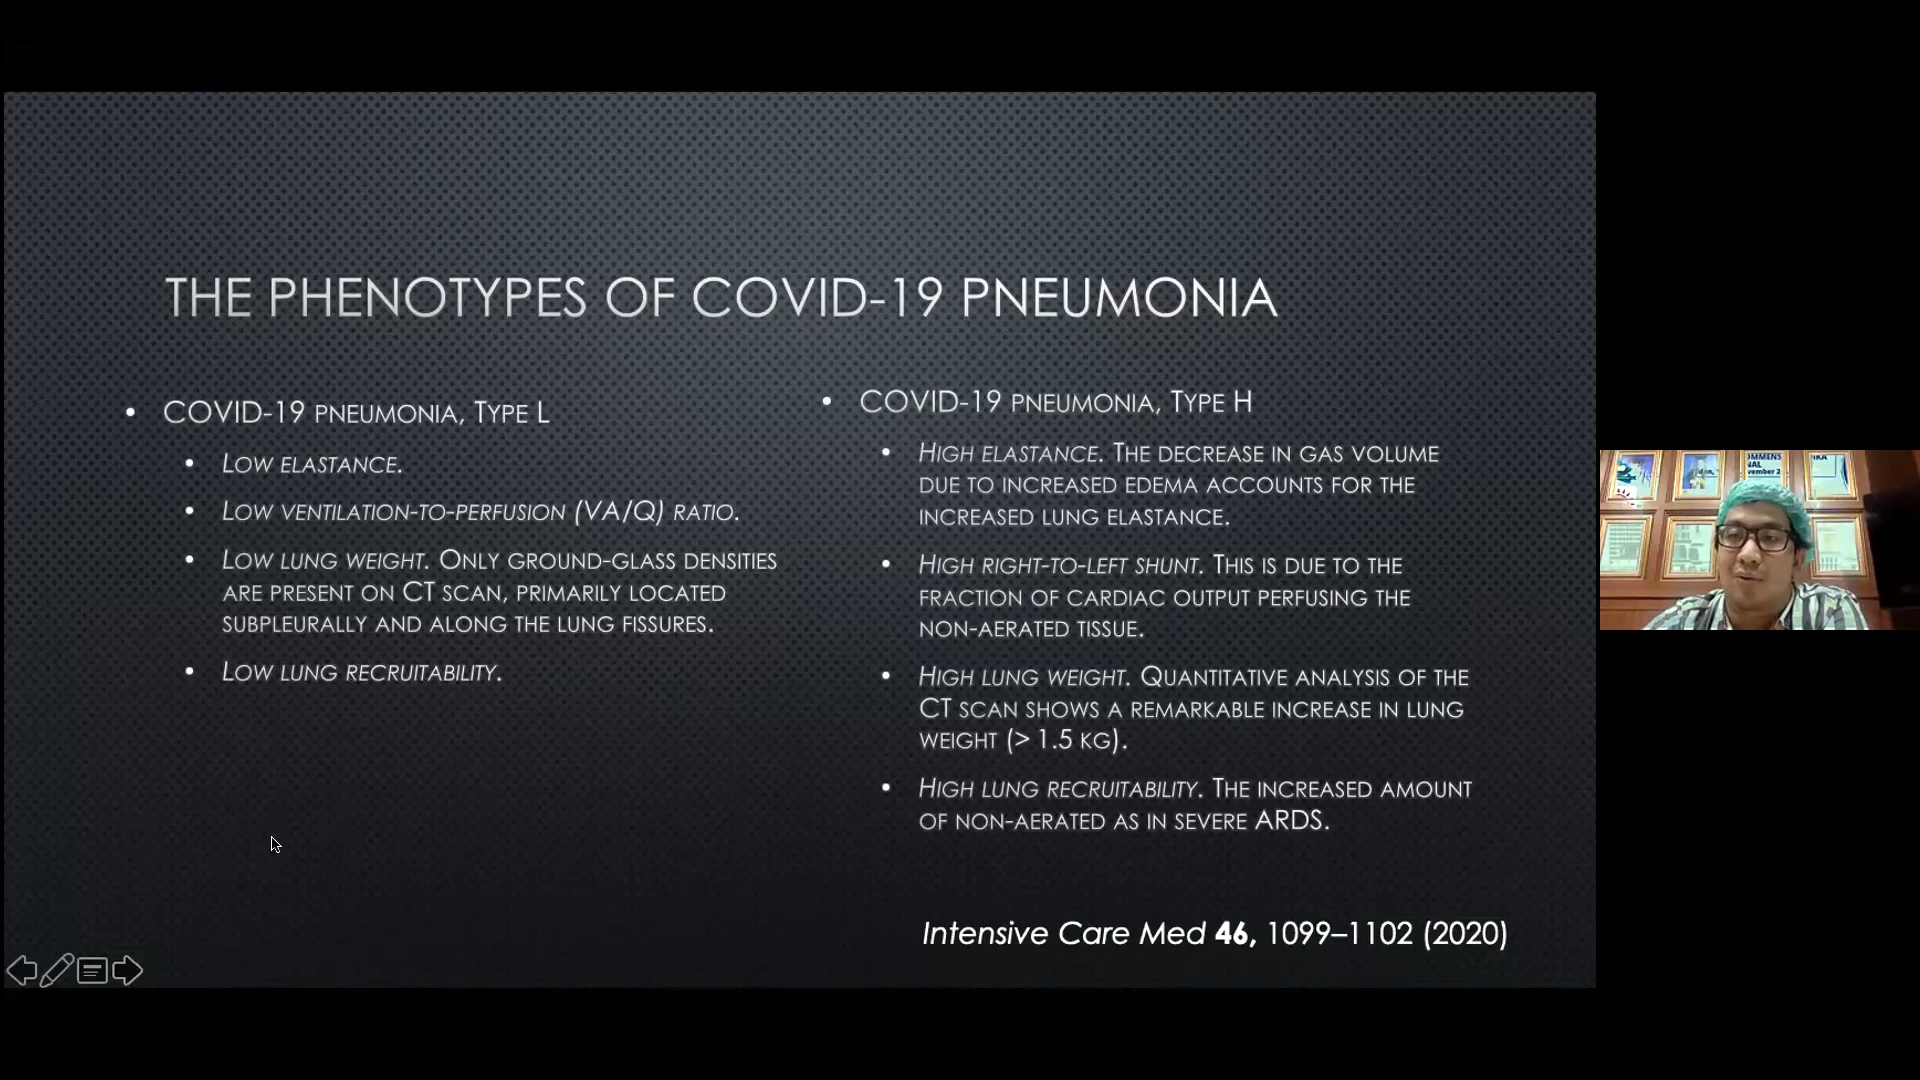 THE PHENOTYPES OF COVID-19 PNEUMONIA
• COVID-19 PNEUMONIA, TYPE L
• LOW ELASTANCE.
• LOW VENTILATION-TO-PERFUSION (VA/Q) RATIO.
• LOW LUNG WEIGHT. ONLY GROUND-GLASS DENSITIES
ARE PRESENT ON CT SCAN, PRIMARILY LOCATED
SUBPLEURALLY AND ALONG THE LUNG FISSURES.
• LOW LUNG RECRUITABILITY.
• COVID-19 PNEUMONIA, TYPE H
• HIGH ELASTANCE. THE DECREASE IN GAS VOLUME
DUE TO INCREASED EDEMA ACCOUNTS FOR THE
INCREASED LUNG ELASTANCE.
• HIGH RIGHT-TO-LEFT SHUNT. THIS IS DUE TO THE
FRACTION OF CARDIAC OUTPUT PERFUSING THE
NON-AERATED TISSUE.
• HIGH LUNG WEIGHT. QUANTITATIVE ANALYSIS OF THE
CT SCAN SHOWS A REMARKABLE INCREASE IN LUNG
WEIGHT (> 1.5 KG).
• HIGH LUNG RECRUITABILITY. THE INCREASED AMOUNT
OF NON-AERATED AS IN SEVERE ARDS.
Intensive Care Med 46, 1099–1102 (2020)